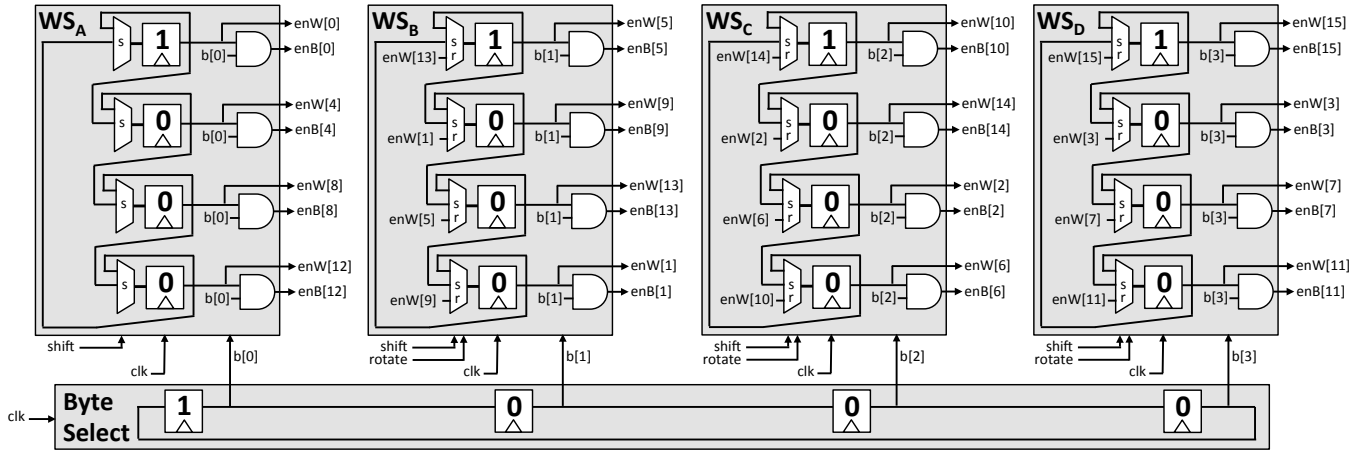 WS_A
s
1
b[0]
enW[0]
enB[0]
s
0
b[0]
enW[4]
enB[4]
s
0
b[0]
enW[8]
enB[8]
s
0
b[0]
enW[12]
enB[12]
shift
clk
b[0]
WS_B
s
r
1
enW[13]
b[1]
enW[5]
enB[5]
s
r
0
enW[1]
b[1]
enW[9]
enB[9]
s
r
0
enW[5]
b[1]
enW[13]
enB[13]
s
r
0
enW[9]
b[1]
enW[1]
enB[1]
shift
rotate
clk
b[1]
WS_C
s
r
1
enW[14]
b[2]
enW[10]
enB[10]
s
r
0
enW[2]
b[2]
enW[14]
enB[14]
s
r
0
enW[6]
b[2]
enW[2]
enB[2]
s
r
0
enW[10]
b[2]
enW[6]
enB[6]
shift
rotate
clk
b[2]
WS_D
s
r
1
enW[15]
b[3]
enW[15]
enB[15]
s
r
0
enW[3]
b[3]
enW[3]
enB[3]
s
r
0
enW[7]
b[3]
enW[7]
enB[7]
s
r
0
enW[11]
b[3]
enW[11]
enB[11]
shift
rotate
clk
b[3]
clk
Byte
Select
1
0
0
0